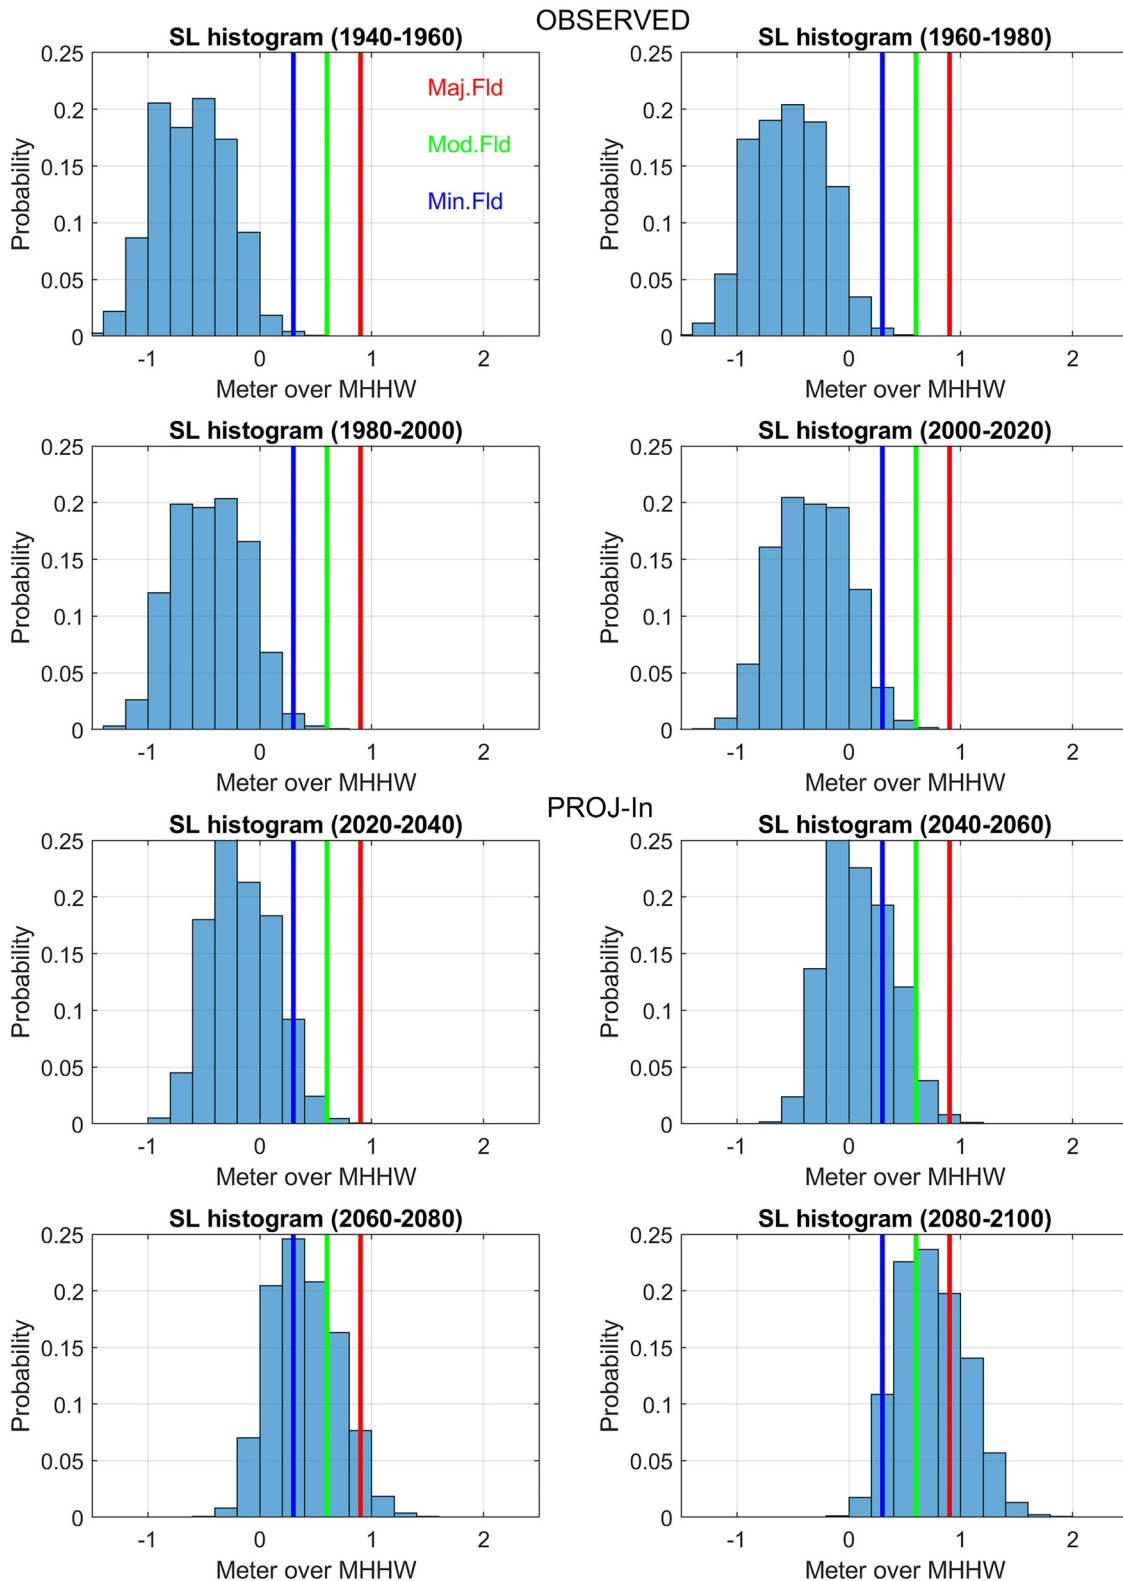 OBSERVED
SL histogram (1940-1960)
0.25
0.2
0.15
0.1
0.05
0
Probability
Maj.Fld
Mod.Fld
Min.Fld
-1 0 1 2
Meter over MHHW
SL histogram (1960-1980)
0.25
0.2
0.15
0.1
0.05
0
Probability
-1 0 1 2
Meter over MHHW
SL histogram (1980-2000)
0.25
0.2
0.15
0.1
0.05
0
Probability
-1 0 1 2
Meter over MHHW
SL histogram (2000-2020)
0.25
0.2
0.15
0.1
0.05
0
Probability
-1 0 1 2
Meter over MHHW
PROJ-In
SL histogram (2020-2040)
0.25
0.2
0.15
0.1
0.05
0
Probability
-1 0 1 2
Meter over MHHW
SL histogram (2040-2060)
0.25
0.2
0.15
0.1
0.05
0
Probability
-1 0 1 2
Meter over MHHW
SL histogram (2060-2080)
0.25
0.2
0.15
0.1
0.05
0
Probability
-1 0 1 2
Meter over MHHW
SL histogram (2080-2100)
0.25
0.2
0.15
0.1
0.05
0
Probability
-1 0 1 2
Meter over MHHW